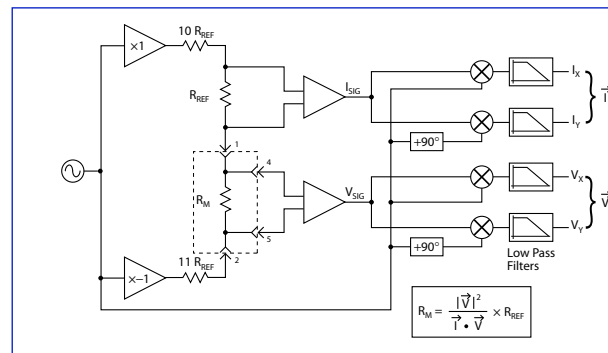 10 R_REF
×1
R_REF
I_SIG
I_X
I_Y
I
+90°
1
4
R_M
V_SIG
5
2
V_X
V_Y
V
+90°
11 R_REF
×−1
Low Pass
Filters
R_M = |V|² / I • V × R_REF